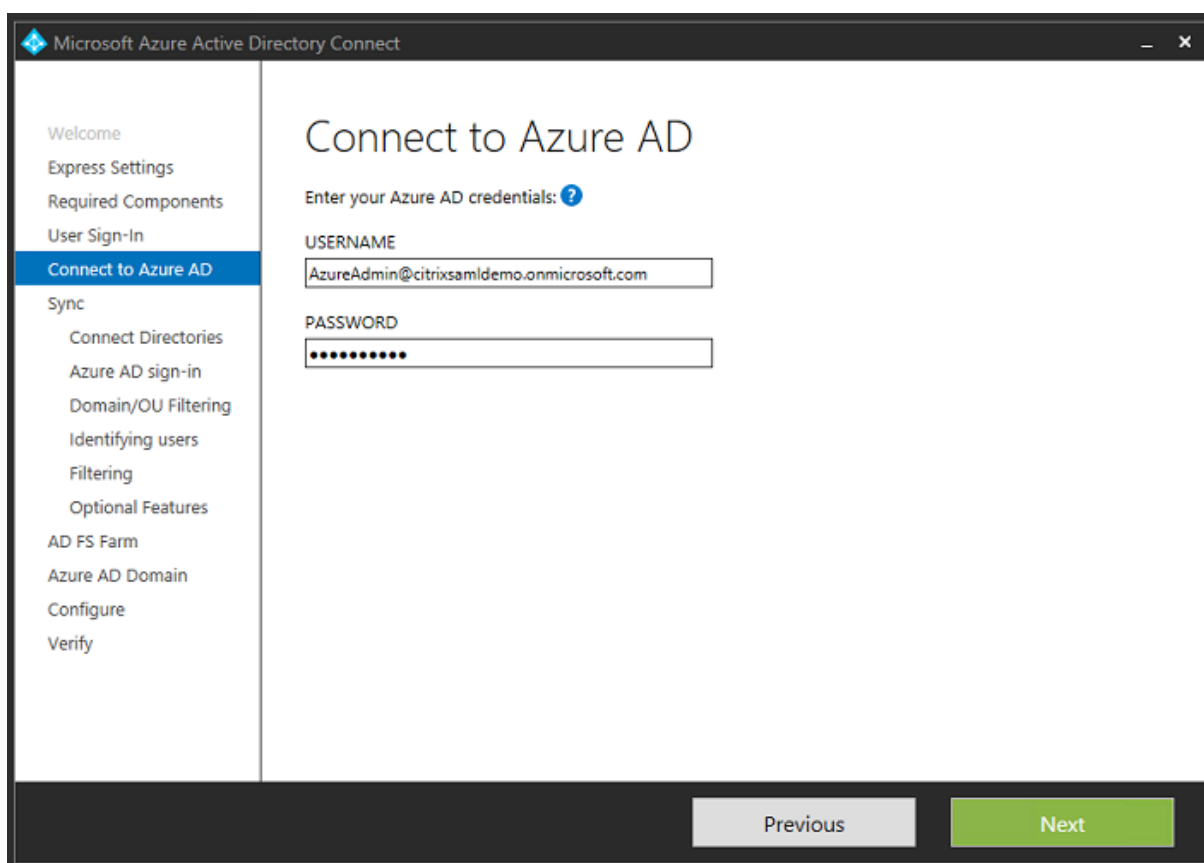 Microsoft Azure Active Directory Connect
Welcome
Express Settings
Required Components
User Sign-In
Connect to Azure AD
Sync
Connect Directories
Azure AD sign-in
Domain/OU Filtering
Identifying users
Filtering
Optional Features
AD FS Farm
Azure AD Domain
Configure
Verify
Connect to Azure AD
Enter your Azure AD credentials: ?
USERNAME
AzureAdmin@citrixsamldemo.onmicrosoft.com
PASSWORD
••••••••••
Previous
Next